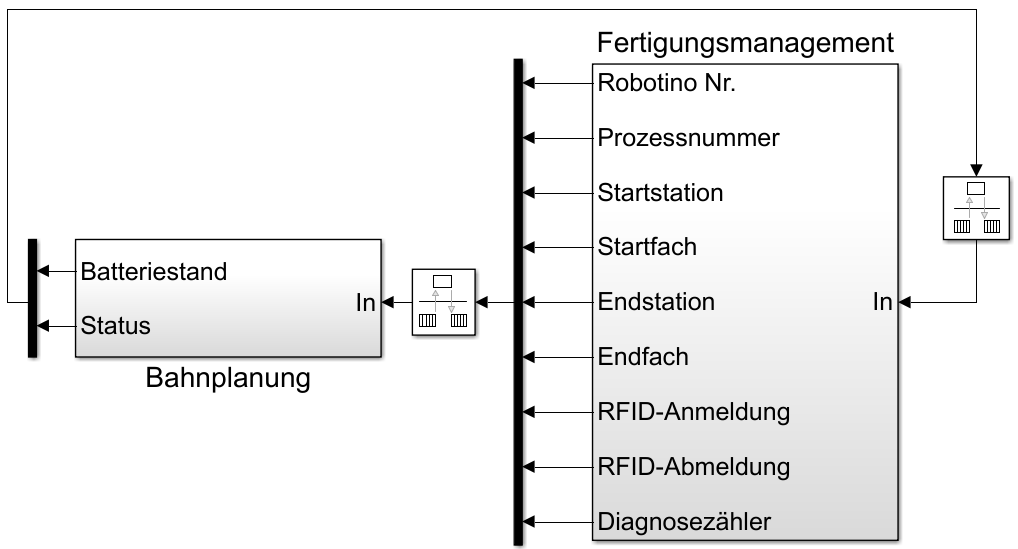 Fertigungsmanagement
Robotino Nr.
Prozessnummer
Startstation
Startfach
Endstation
In
Endfach
RFID-Anmeldung
RFID-Abmeldung
Diagnosezähler
Batteriestand
In
Status
Bahnplanung